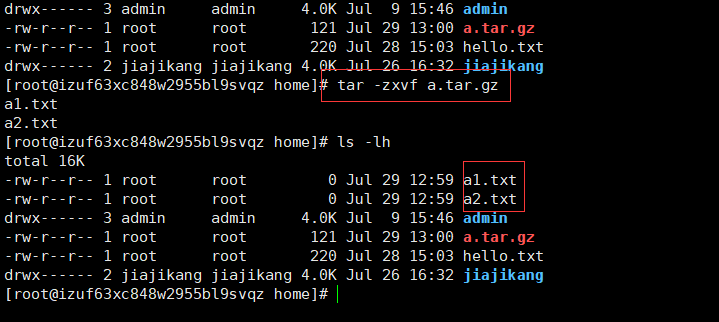 drwx------ 3 admin     admin     4.0K Jul  9 15:46 admin
-rw-r--r-- 1 root      root       121 Jul 29 13:00 a.tar.gz
-rw-r--r-- 1 root      root       220 Jul 28 15:03 hello.txt
drwx------ 2 jiajikang jiajikang 4.0K Jul 26 16:32 jiajikang
[root@izuf63xc848w2955bl9svqz home]# tar -zxvf a.tar.gz
a1.txt
a2.txt
[root@izuf63xc848w2955bl9svqz home]# ls -lh
total 16K
-rw-r--r-- 1 root      root         0 Jul 29 12:59 a1.txt
-rw-r--r-- 1 root      root         0 Jul 29 12:59 a2.txt
drwx------ 3 admin     admin     4.0K Jul  9 15:46 admin
-rw-r--r-- 1 root      root       121 Jul 29 13:00 a.tar.gz
-rw-r--r-- 1 root      root       220 Jul 28 15:03 hello.txt
drwx------ 2 jiajikang jiajikang 4.0K Jul 26 16:32 jiajikang
[root@izuf63xc848w2955bl9svqz home]#